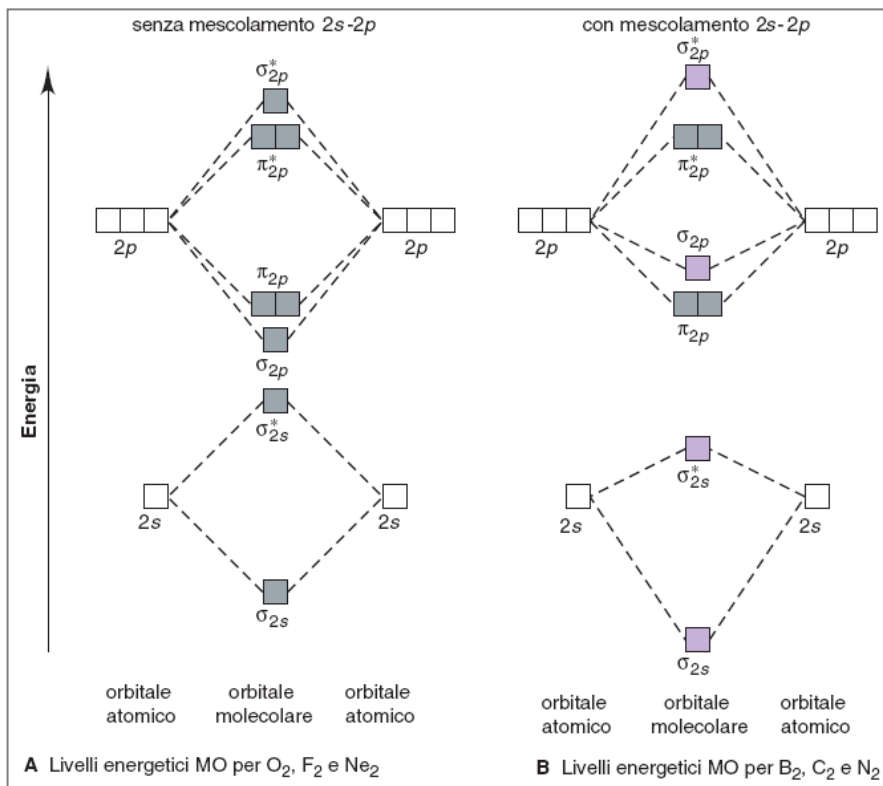 senza mescolamento 2s-2p
con mescolamento 2s-2p
Energia
σ*2p
π*2p
2p
2p
π2p
σ2p
σ*2s
2s
2s
σ2s
orbitale atomico
orbitale molecolare
orbitale atomico
A Livelli energetici MO per O2, F2 e Ne2
σ*2p
π*2p
2p
2p
σ2p
π2p
σ*2s
2s
2s
σ2s
orbitale atomico
orbitale molecolare
orbitale atomico
B Livelli energetici MO per B2, C2 e N2